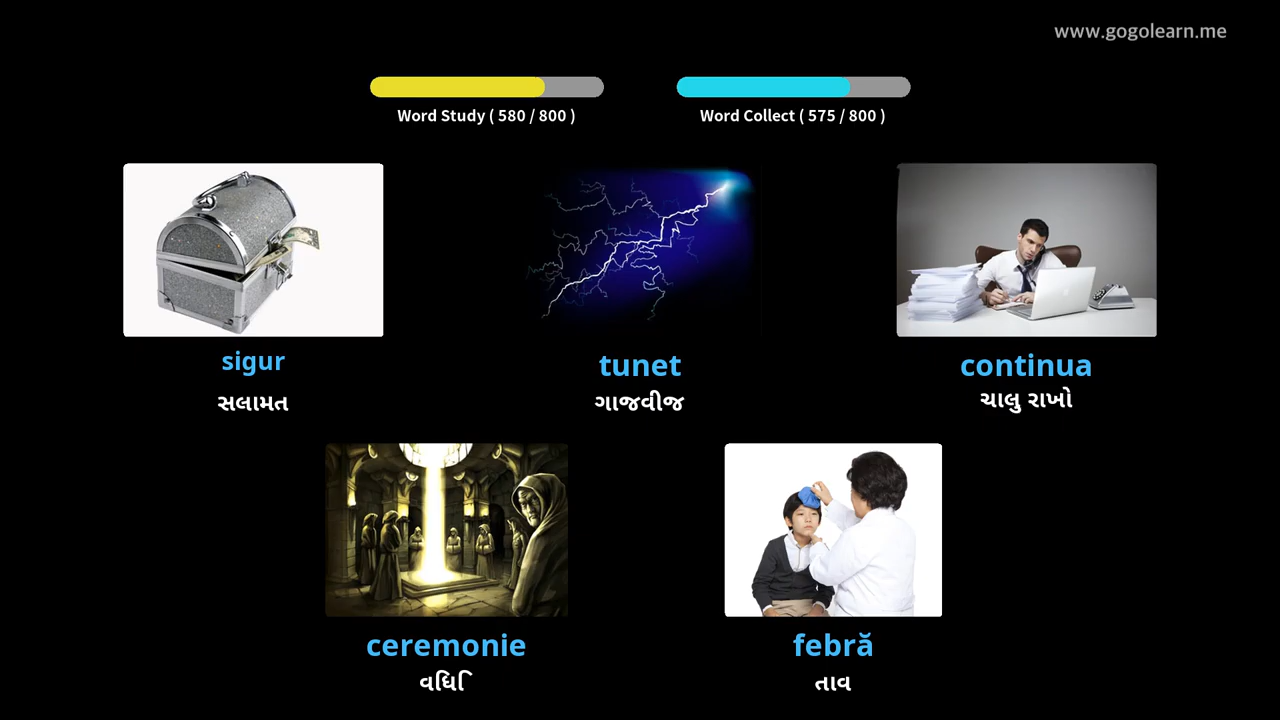 www.gogolearn.me
Word Study ( 580 / 800 )
Word Collect ( 575 / 800 )
sigur
tunet
continua
સલામત
ગાજવીજ
ચાલુ રાખો
ceremonie
febră
વિધિ
તાવ